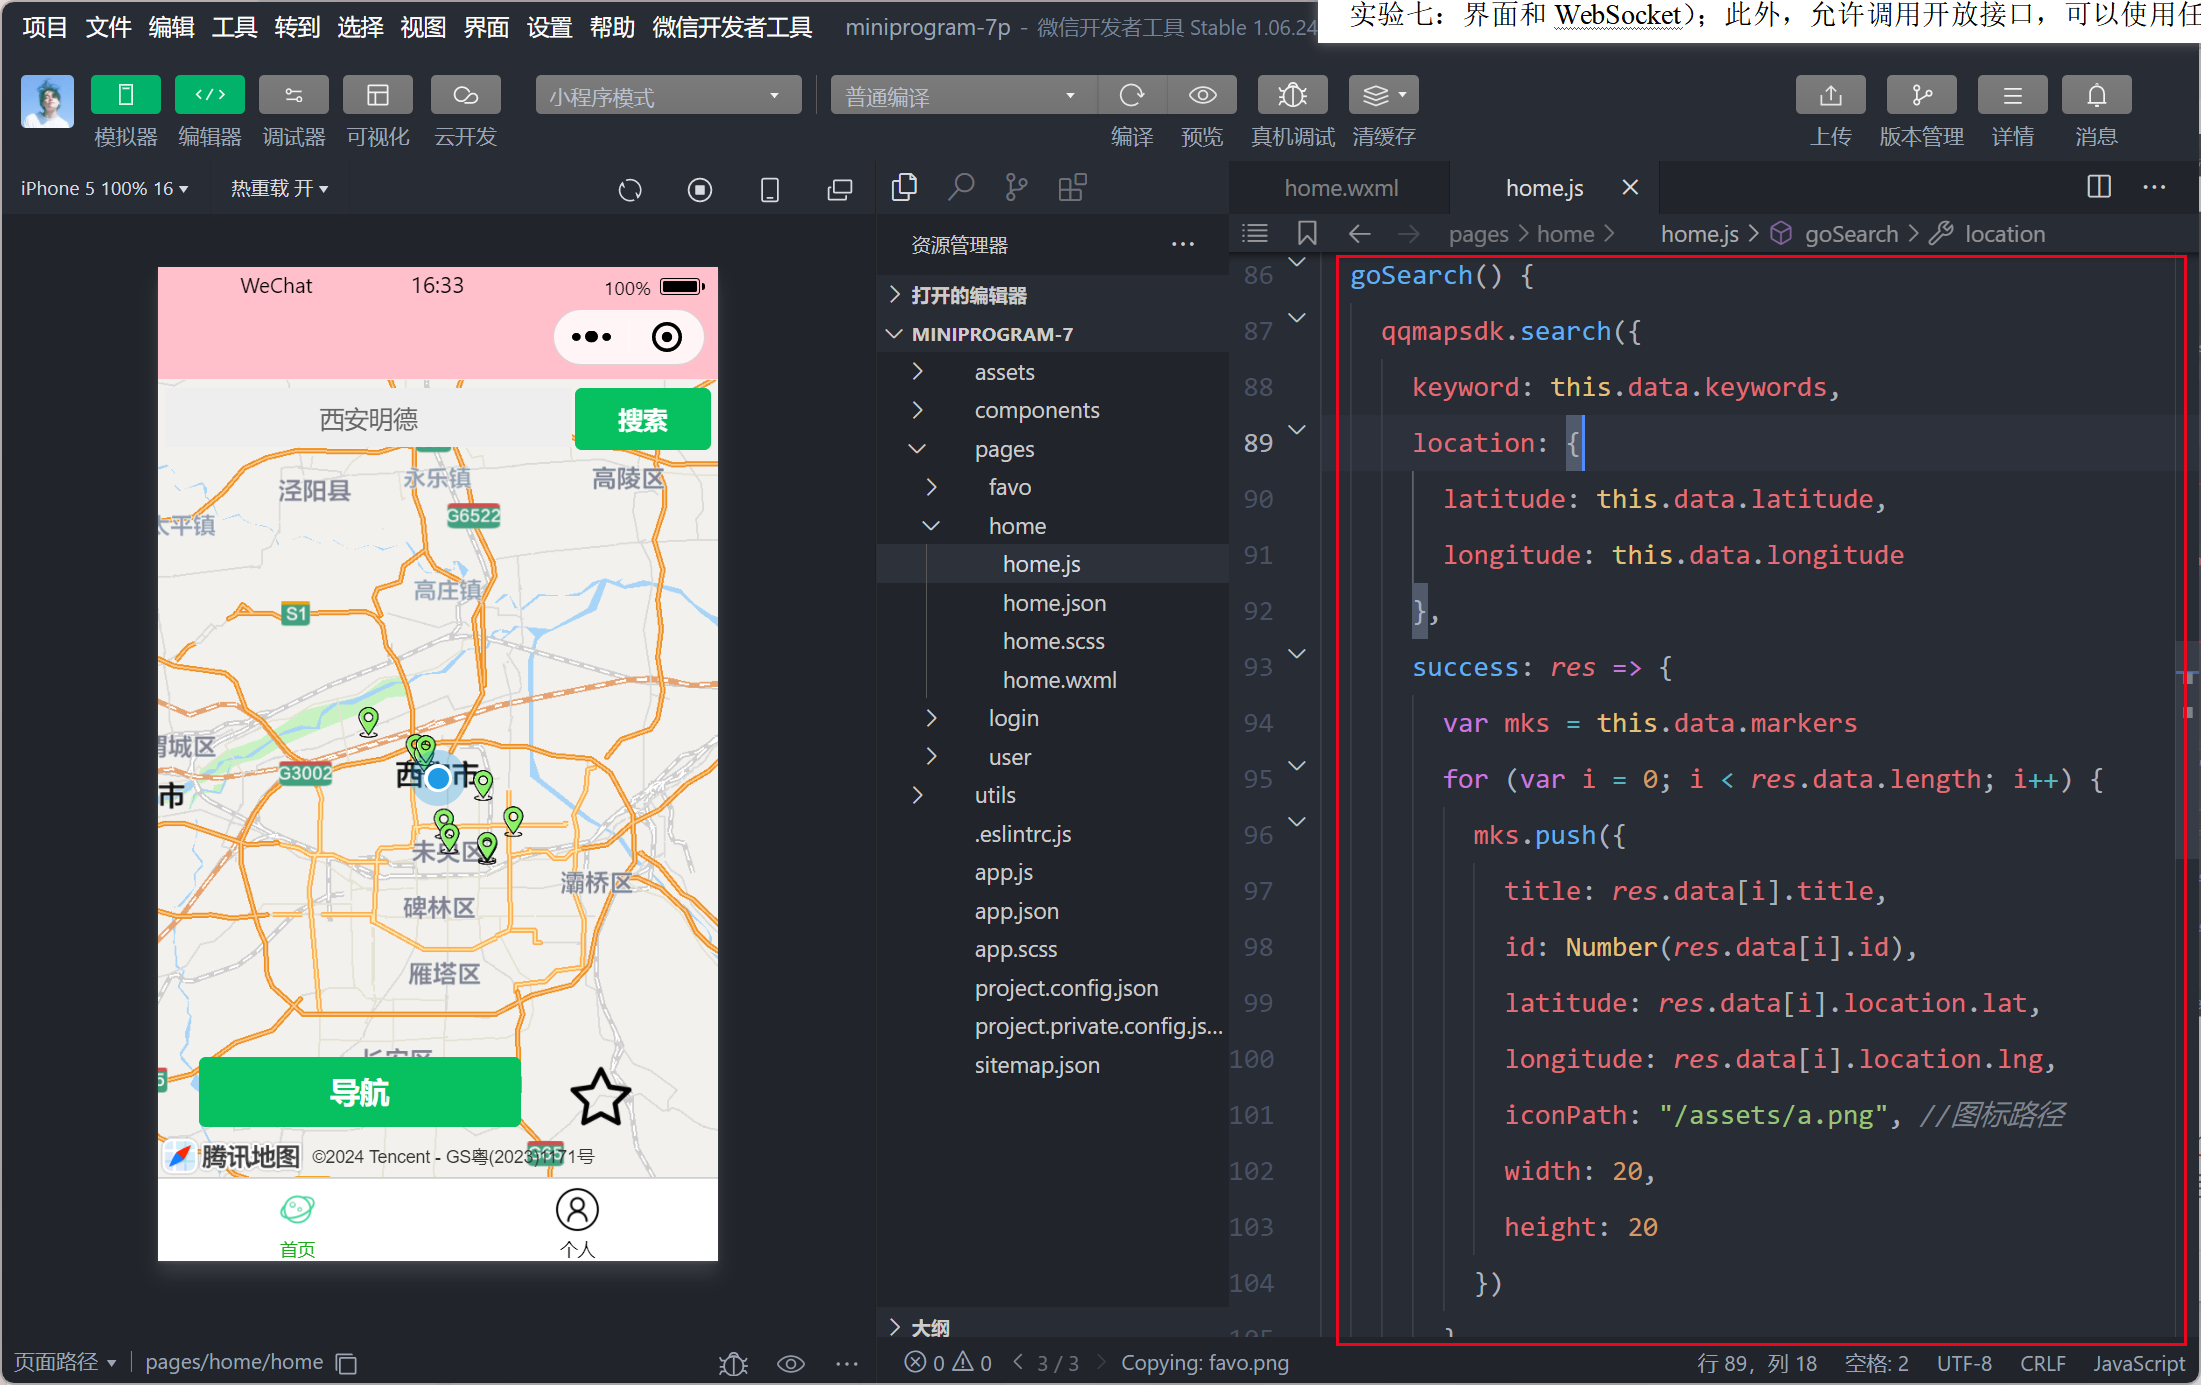 项目 文件 编辑 工具 转到 选择 视图 界面 设置 帮助 微信开发者工具 miniprogram-7p - 微信开发者工具 Stable 1.06.24
实验七：界面和 WebSocket）；此外，允许调用开放接口，可以使用任
小程序模式 普通编译
模拟器 编辑器 调试器 可视化 云开发 编译 预览 真机调试 清缓存 上传 版本管理 详情 消息
iPhone 5 100% 16 热重载 开
home.wxml home.js
pages > home > home.js > goSearch > location
WeChat 16:33 100%
西安明德 搜索
泾阳县 永乐镇 高陵区
太平镇 G6522
高庄镇
S1
渭城区
G3002 西安市
市
未央区
灞桥区
碑林区
雁塔区
长安区
导航
腾讯地图 ©2024 Tencent - GS粤(2023)1171号
首页 个人
资源管理器
打开的编辑器
MINIPROGRAM-7
assets
components
pages
favo
home
home.js
home.json
home.scss
home.wxml
login
user
utils
.eslintrc.js
app.js
app.json
app.scss
project.config.json
project.private.config.js...
sitemap.json
大纲
86 goSearch() {
87 qqmapsdk.search({
88 keyword: this.data.keywords,
89 location: {
90 latitude: this.data.latitude,
91 longitude: this.data.longitude
92 },
93 success: res => {
94 var mks = this.data.markers
95 for (var i = 0; i < res.data.length; i++) {
96 mks.push({
97 title: res.data[i].title,
98 id: Number(res.data[i].id),
99 latitude: res.data[i].location.lat,
100 longitude: res.data[i].location.lng,
101 iconPath: "/assets/a.png", //图标路径
102 width: 20,
103 height: 20
104 })
105 }
页面路径 pages/home/home 0 0 3 / 3 Copying: favo.png 行 89，列 18 空格: 2 UTF-8 CRLF JavaScript